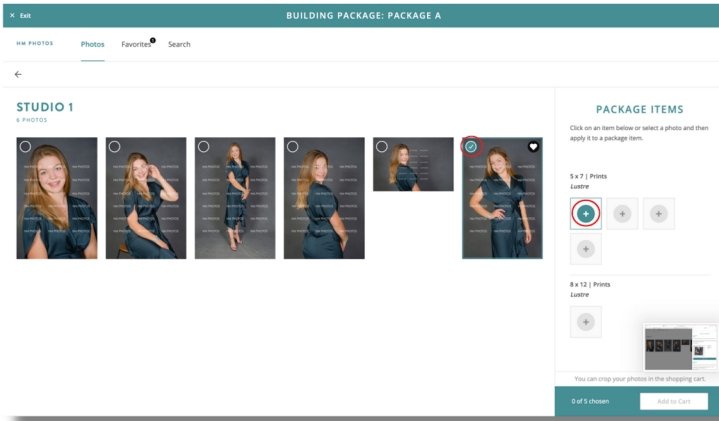 × Exit
BUILDING PACKAGE: PACKAGE A
HM PHOTOS
Photos
Favorites
Search
STUDIO 1
6 PHOTOS
PACKAGE ITEMS
Click on an item below or select a photo and then
apply it to a package item.
5 x 7 | Prints
Lustre
8 x 12 | Prints
Lustre
You can crop your photos in the shopping cart.
0 of 5 chosen
Add to Cart